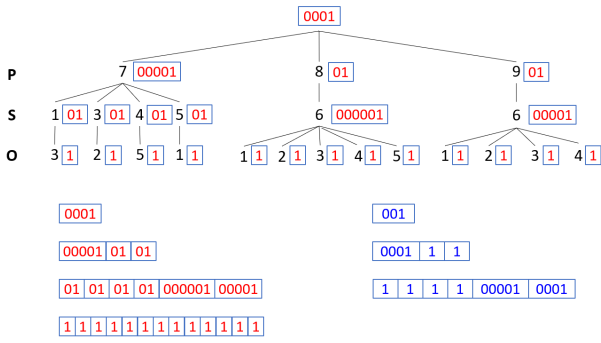 0001
P 7 00001 8 01 9 01
S 1 01 3 01 4 01 5 01 6 000001 6 00001
O 3 1 2 1 5 1 1 1 1 1 2 1 3 1 4 1 5 1 1 1 2 1 3 1 4 1
0001 001
00001 01 01 0001 1 1
01 01 01 01 000001 00001 1 1 1 1 00001 0001
1 1 1 1 1 1 1 1 1 1 1 1 1